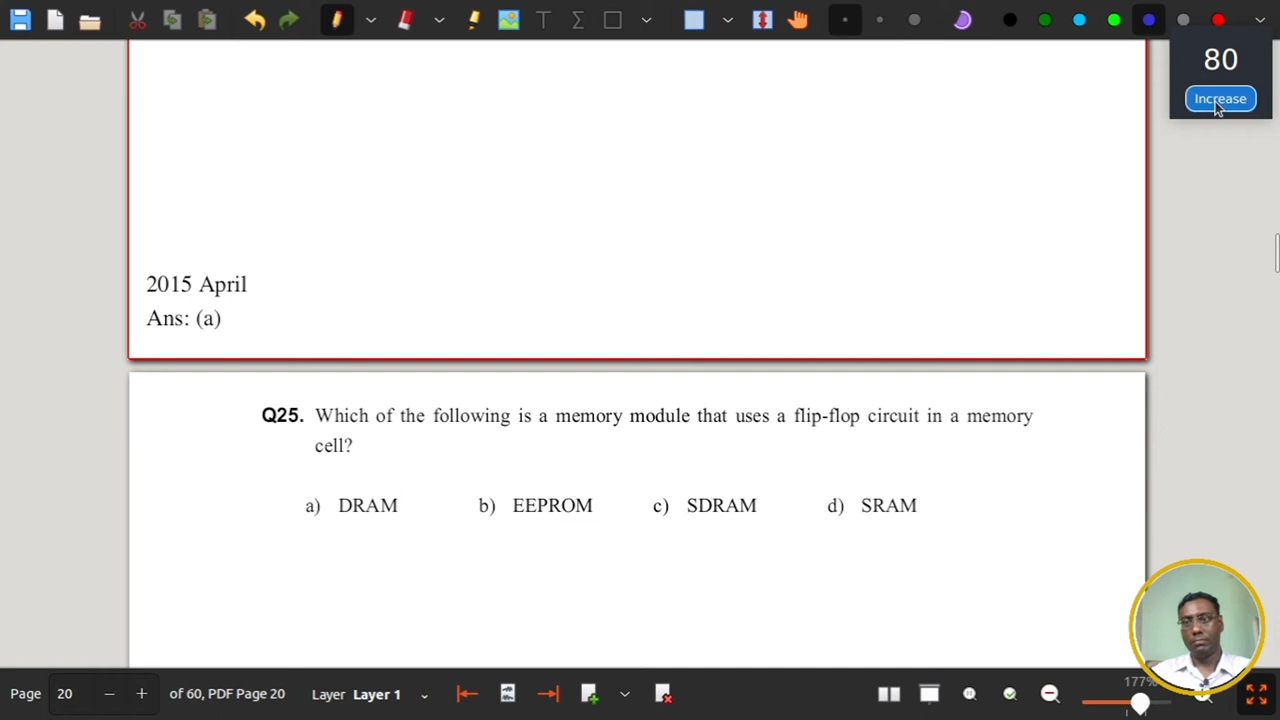 80
Increase
2015 April
Ans: (a)
Q25. Which of the following is a memory module that uses a flip-flop circuit in a memory
cell?
a) DRAM b) EEPROM c) SDRAM d) SRAM
Page 20 of 60, PDF Page 20 Layer Layer 1 177%